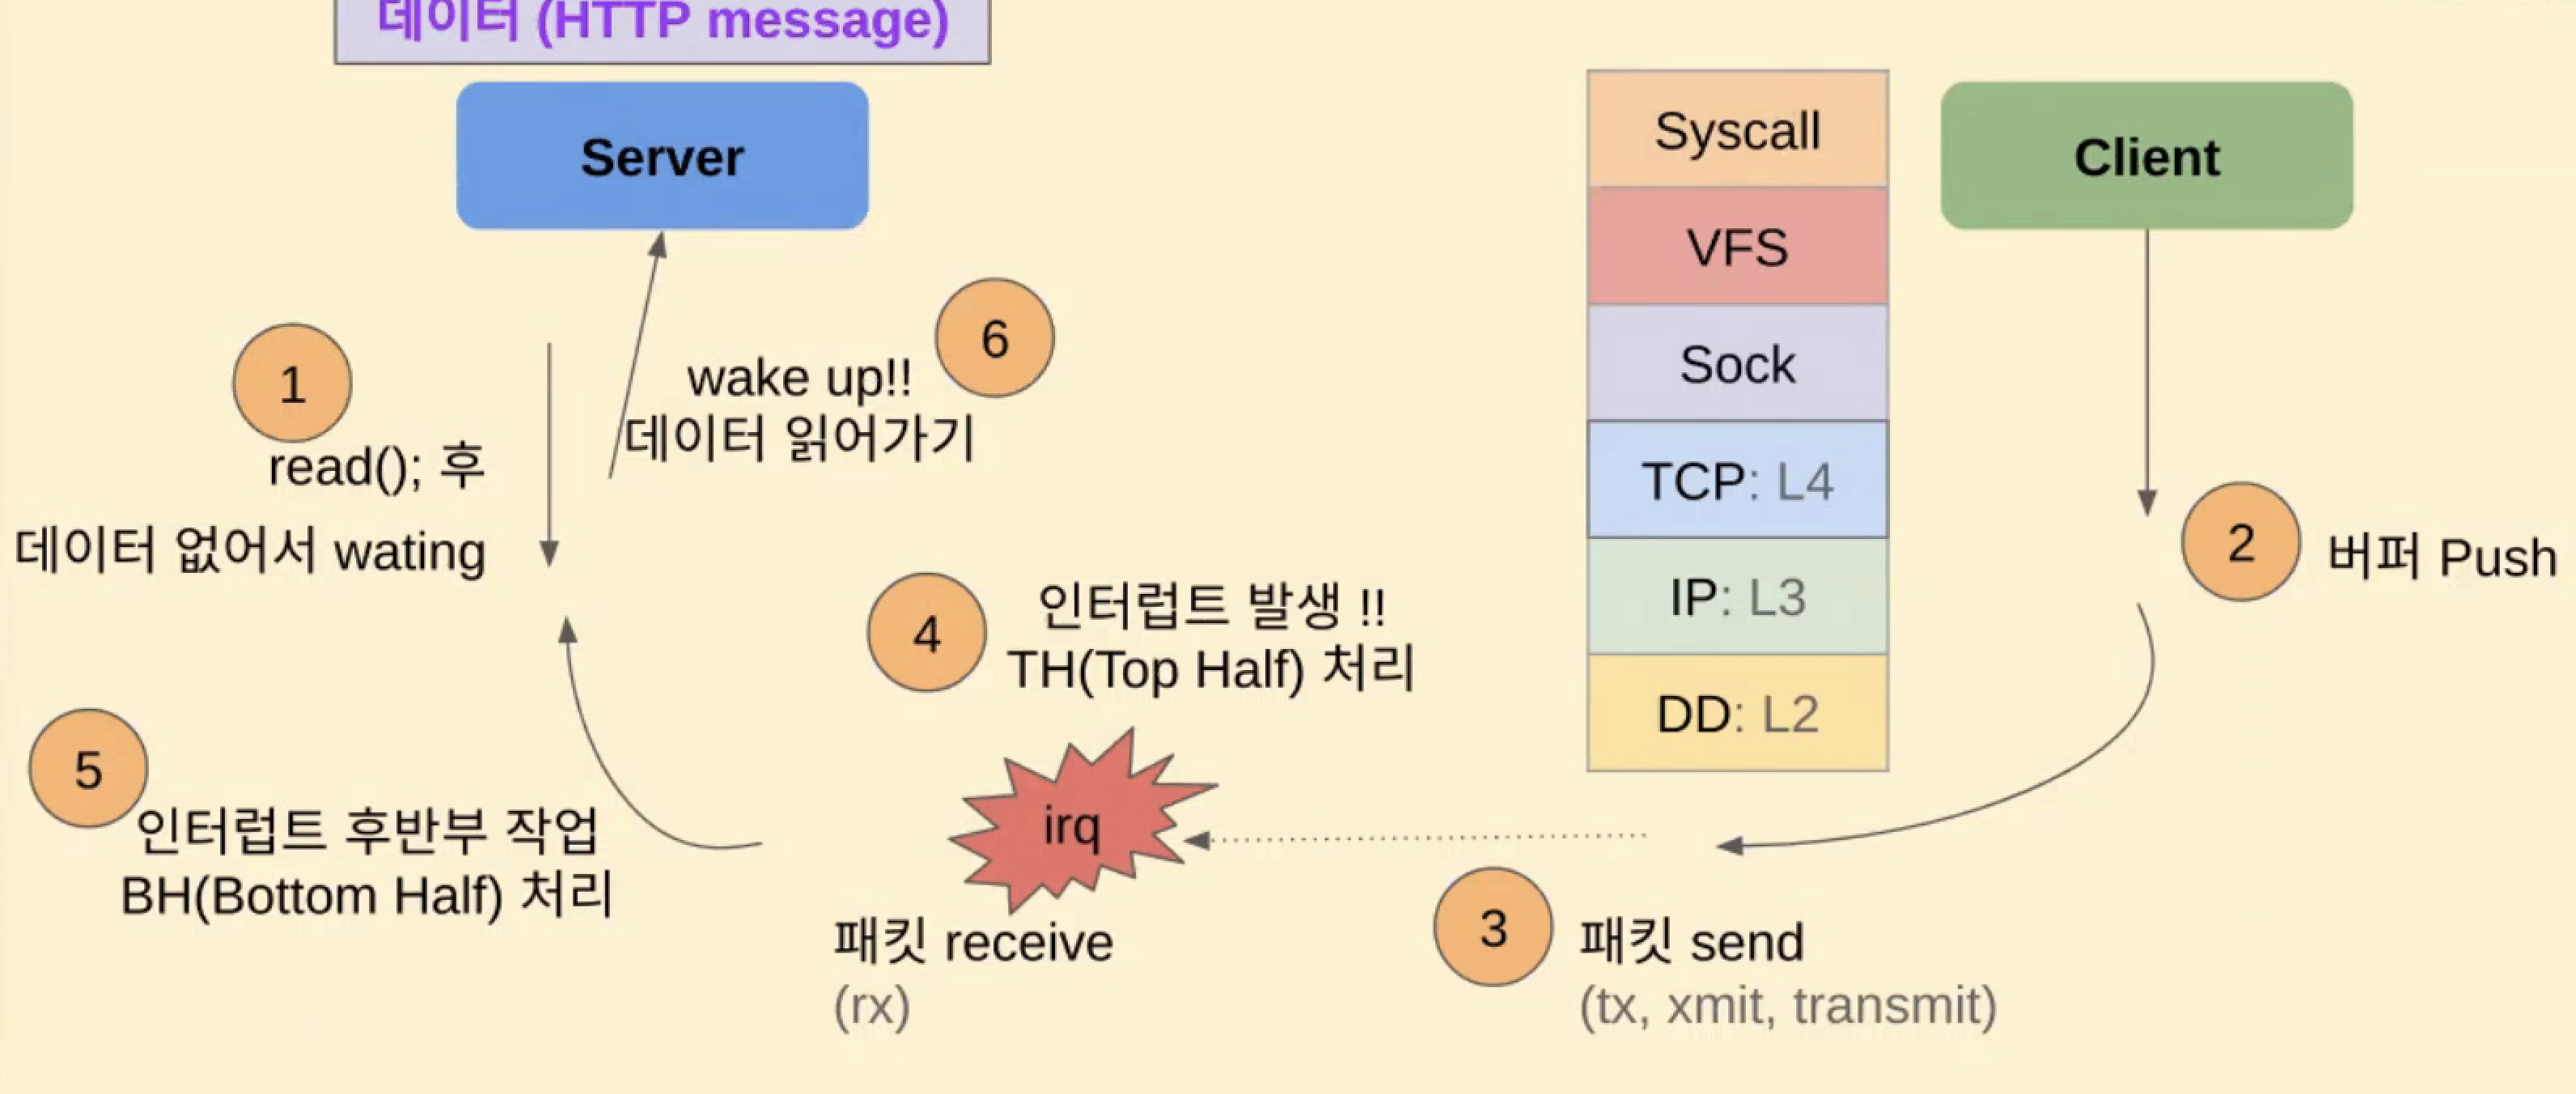 데이터 (HTTP message)
Server
Client
Syscall
VFS
Sock
TCP: L4
IP: L3
DD: L2
1
read(); 후
데이터 없어서 wating
6
wake up!!
데이터 읽어가기
2
버퍼 Push
4
인터럽트 발생 !!
TH(Top Half) 처리
5
인터럽트 후반부 작업
BH(Bottom Half) 처리
irq
패킷 receive
(rx)
3
패킷 send
(tx, xmit, transmit)